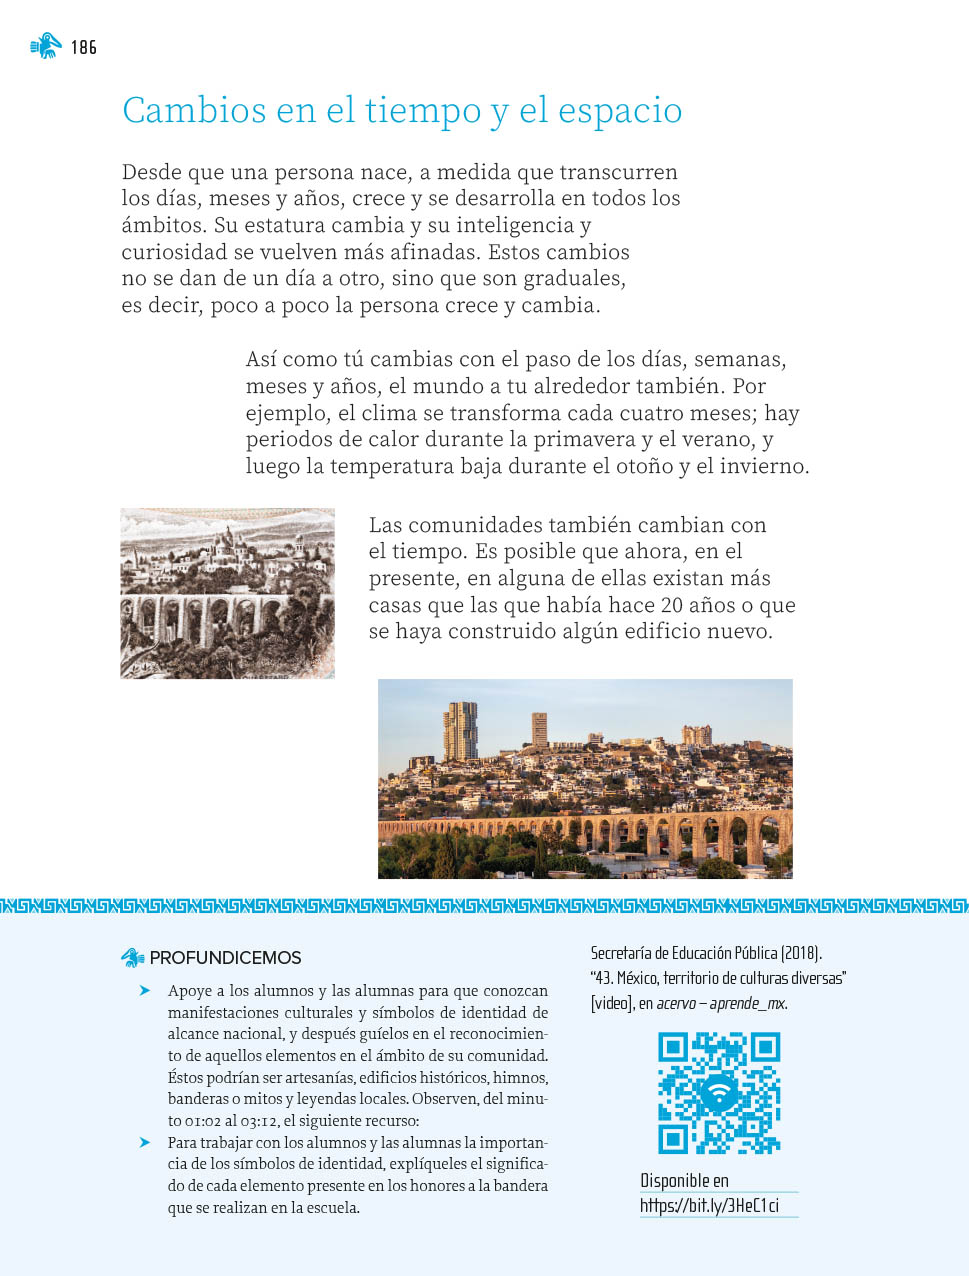 186
Cambios en el tiempo y el espacio
Desde que una persona nace, a medida que transcurren
los días, meses y años, crece y se desarrolla en todos los
ámbitos. Su estatura cambia y su inteligencia y
curiosidad se vuelven más afinadas. Estos cambios
no se dan de un día a otro, sino que son graduales,
es decir, poco a poco la persona crece y cambia.
Así como tú cambias con el paso de los días, semanas,
meses y años, el mundo a tu alrededor también. Por
ejemplo, el clima se transforma cada cuatro meses; hay
periodos de calor durante la primavera y el verano, y
luego la temperatura baja durante el otoño y el invierno.
Las comunidades también cambian con
el tiempo. Es posible que ahora, en el
presente, en alguna de ellas existan más
casas que las que había hace 20 años o que
se haya construido algún edificio nuevo.
PROFUNDICEMOS
Apoye a los alumnos y las alumnas para que conozcan
manifestaciones culturales y símbolos de identidad de
alcance nacional, y después guíelos en el reconocimien-
to de aquellos elementos en el ámbito de su comunidad.
Éstos podrían ser artesanías, edificios históricos, himnos,
banderas o mitos y leyendas locales. Observen, del minu-
to 01:02 al 03:12, el siguiente recurso:
Para trabajar con los alumnos y las alumnas la importan-
cia de los símbolos de identidad, explíqueles el significa-
do de cada elemento presente en los honores a la bandera
que se realizan en la escuela.
Secretaría de Educación Pública (2018).
“43. México, territorio de culturas diversas”
[video], en acervo – aprende_mx.
Disponible en
https://bit.ly/3HeC1ci